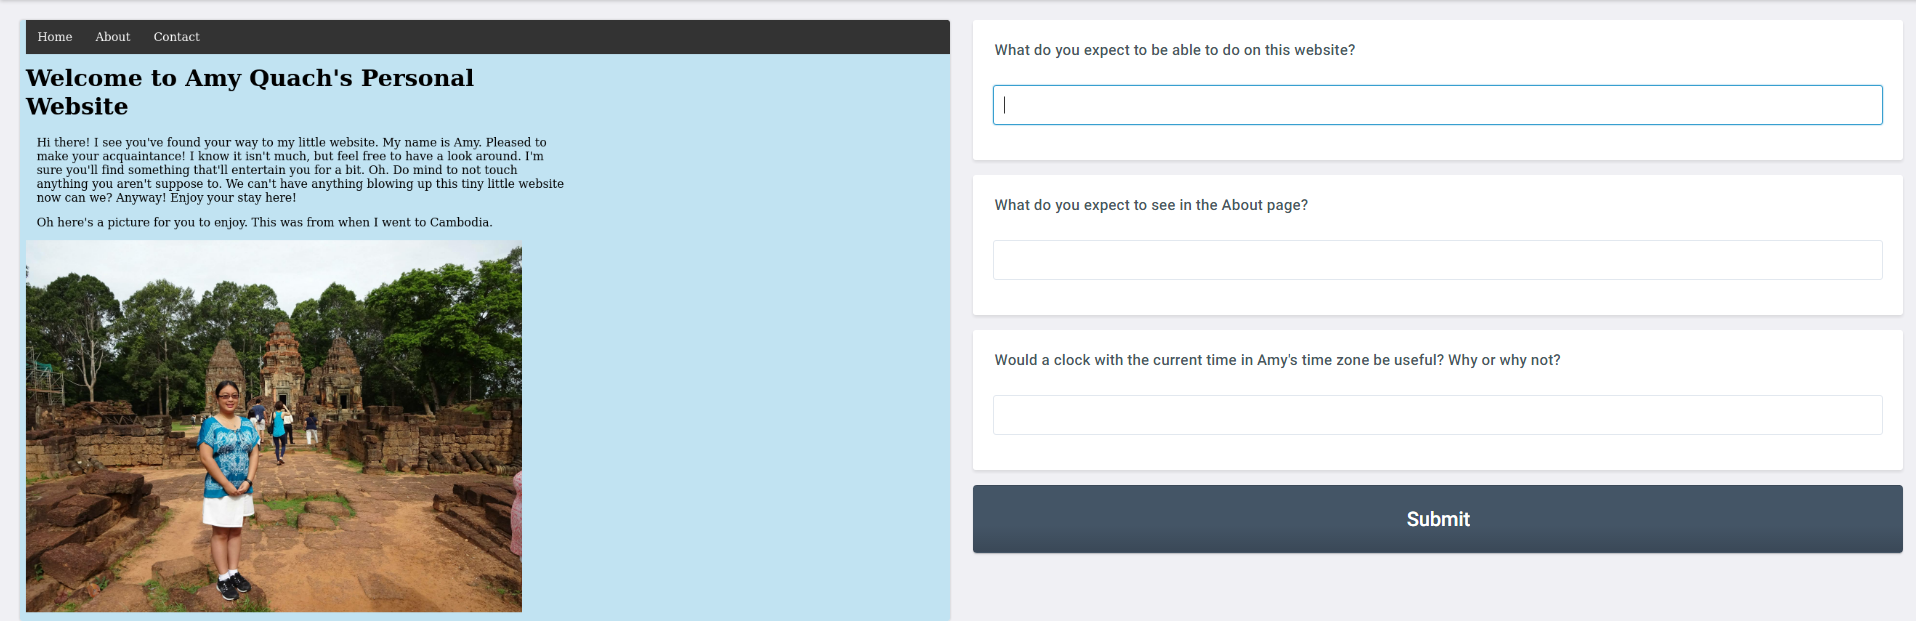 Home About Contact
Welcome to Amy Quach's Personal
Website
Hi there! I see you've found your way to my little website. My name is Amy. Pleased to
make your acquaintance! I know it isn't much, but feel free to have a look around. I'm
sure you'll find something that'll entertain you for a bit. Oh. Do mind to not touch
anything you aren't suppose to. We can't have anything blowing up this tiny little website
now can we? Anyway! Enjoy your stay here!
Oh here's a picture for you to enjoy. This was from when I went to Cambodia.
What do you expect to be able to do on this website?
What do you expect to see in the About page?
Would a clock with the current time in Amy's time zone be useful? Why or why not?
Submit